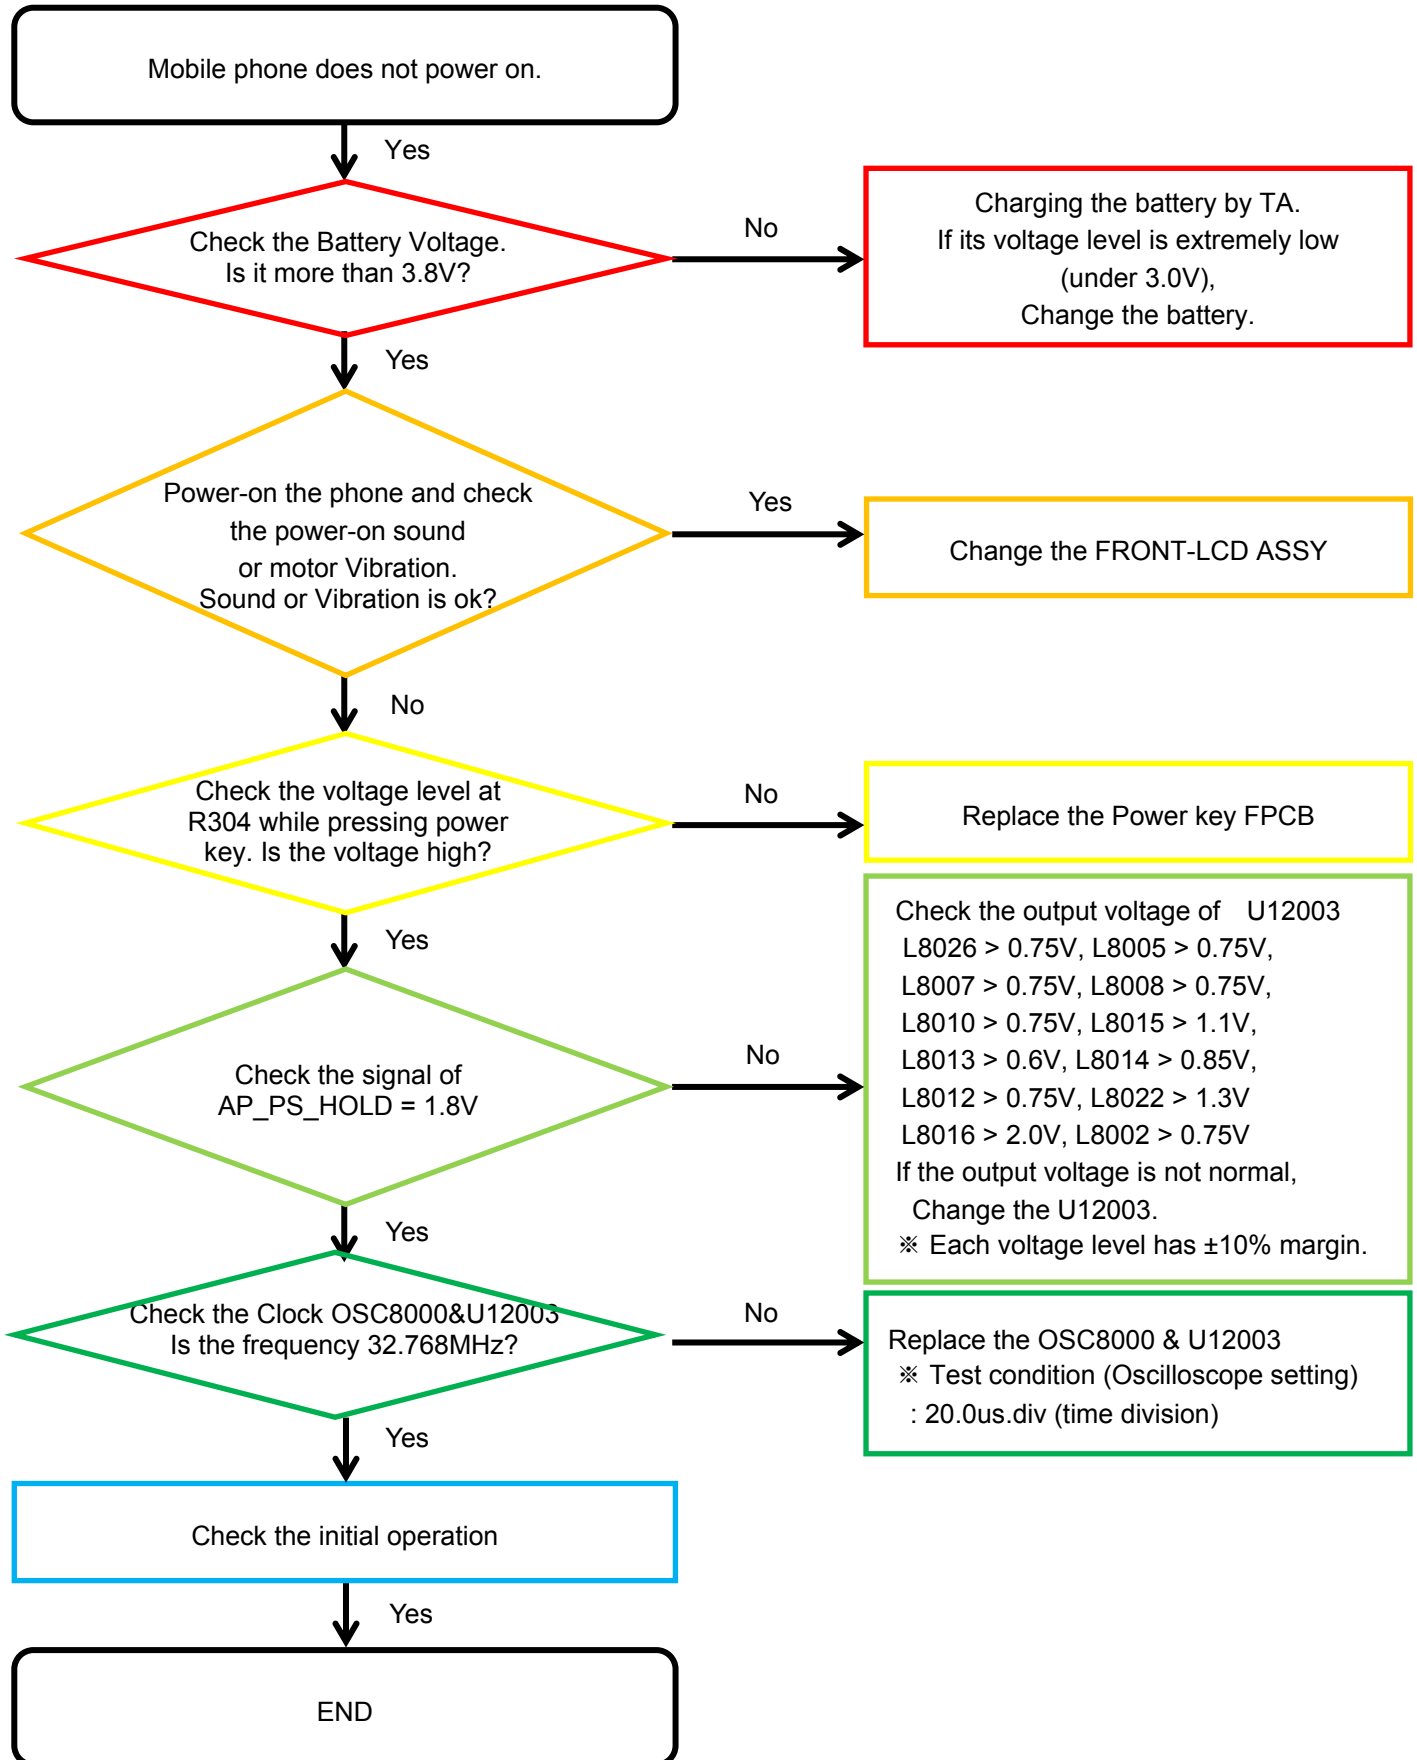 Mobile phone does not power on.
Yes
Check the Battery Voltage.
Is it more than 3.8V?
No
Charging the battery by TA.
If its voltage level is extremely low
(under 3.0V),
Change the battery.
Yes
Power-on the phone and check
the power-on sound
or motor Vibration.
Sound or Vibration is ok?
Yes
Change the FRONT-LCD ASSY
No
Check the voltage level at
R304 while pressing power
key. Is the voltage high?
No
Replace the Power key FPCB
Yes
Check the signal of
AP_PS_HOLD = 1.8V
No
Check the output voltage of U12003
L8026 > 0.75V, L8005 > 0.75V,
L8007 > 0.75V, L8008 > 0.75V,
L8010 > 0.75V, L8015 > 1.1V,
L8013 > 0.6V, L8014 > 0.85V,
L8012 > 0.75V, L8022 > 1.3V
L8016 > 2.0V, L8002 > 0.75V
If the output voltage is not normal,
Change the U12003.
※ Each voltage level has ±10% margin.
Yes
Check the Clock OSC8000&U12003
Is the frequency 32.768MHz?
No
Replace the OSC8000 & U12003
※ Test condition (Oscilloscope setting)
: 20.0us.div (time division)
Yes
Check the initial operation
Yes
END